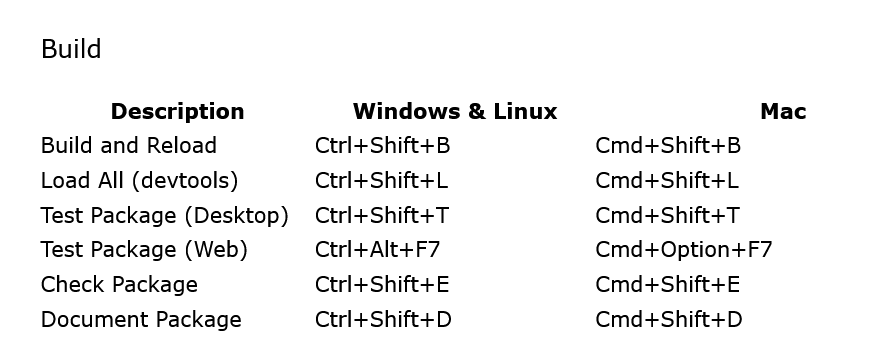 Build
Description Windows & Linux Mac
Build and Reload Ctrl+Shift+B Cmd+Shift+B
Load All (devtools) Ctrl+Shift+L Cmd+Shift+L
Test Package (Desktop) Ctrl+Shift+T Cmd+Shift+T
Test Package (Web) Ctrl+Alt+F7 Cmd+Option+F7
Check Package Ctrl+Shift+E Cmd+Shift+E
Document Package Ctrl+Shift+D Cmd+Shift+D